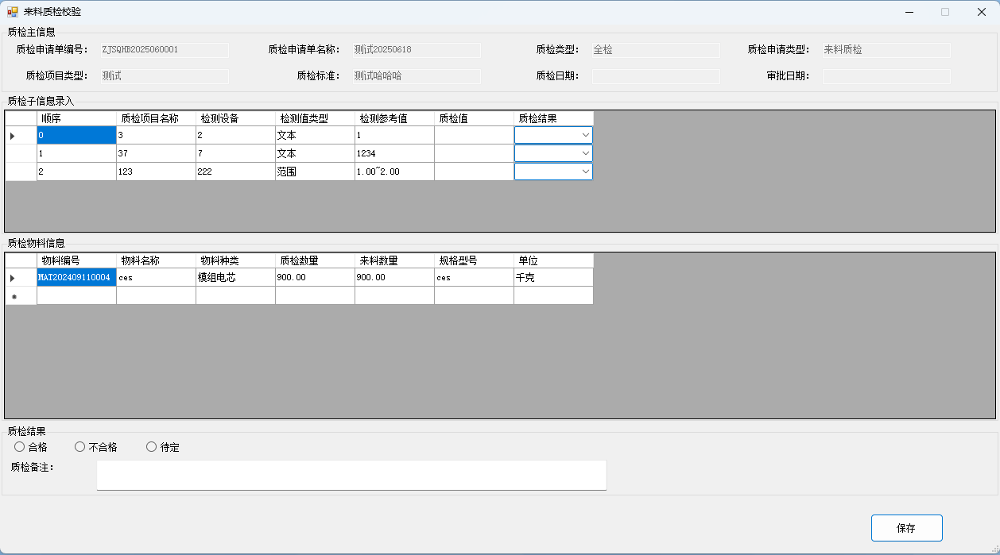 来料质检校验
质检主信息
质检申请单编号： ZJSQHB2025060001 质检申请单名称： 测试20250618 质检类型： 全检 质检申请类型： 来料质检
质检项目类型： 测试 质检标准： 测试哈哈哈 质检日期： 审批日期：
质检子信息录入
顺序 质检项目名称 检测设备 检测值类型 检测参考值 质检值 质检结果
0 3 2 文本 1
1 37 7 文本 1234
2 123 222 范围 1.00~2.00
质检物料信息
物料编号 物料名称 物料种类 质检数量 来料数量 规格型号 单位
MAT202409110004 ces 模组电芯 900.00 900.00 ces 千克
质检结果
合格 不合格 待定
质检备注：
保存